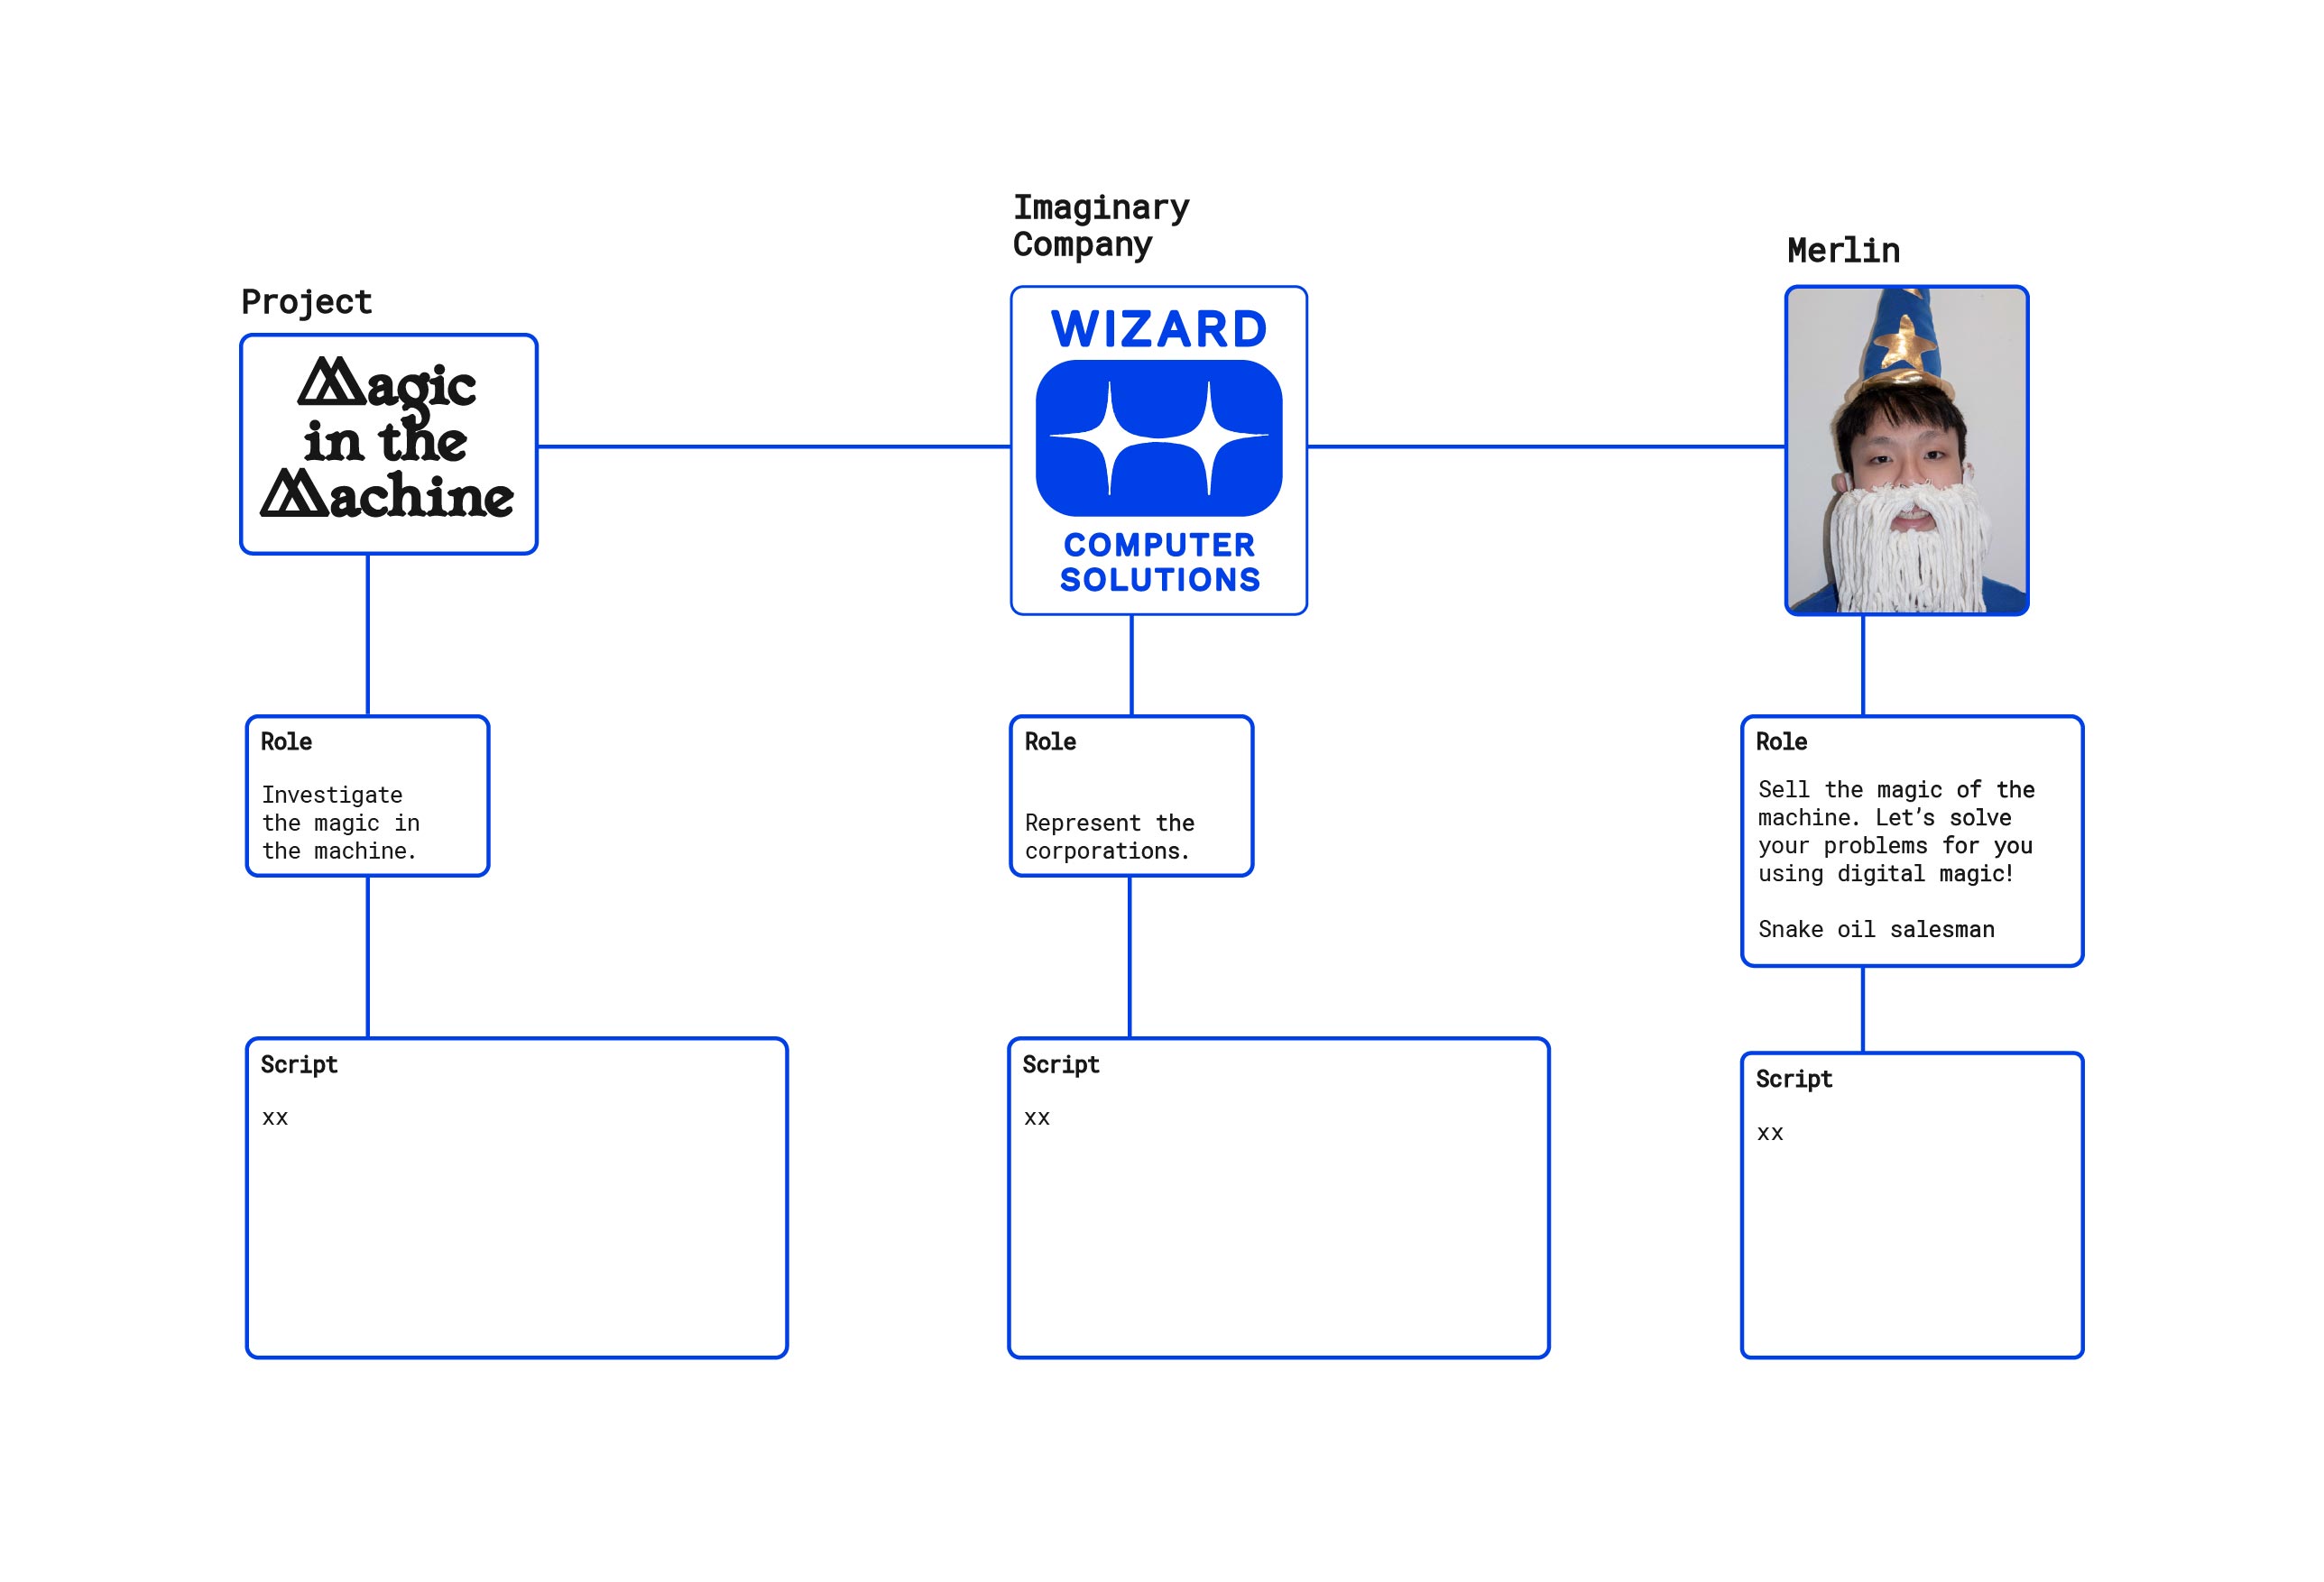 Project
Magic
in the
Machine
Role
Investigate
the magic in
the machine.
Script
xx
Imaginary
Company
WIZARD
COMPUTER
SOLUTIONS
Role
Represent the
corporations.
Script
xx
Merlin
Role
Sell the magic of the
machine. Let’s solve
your problems for you
using digital magic!
Snake oil salesman
Script
xx